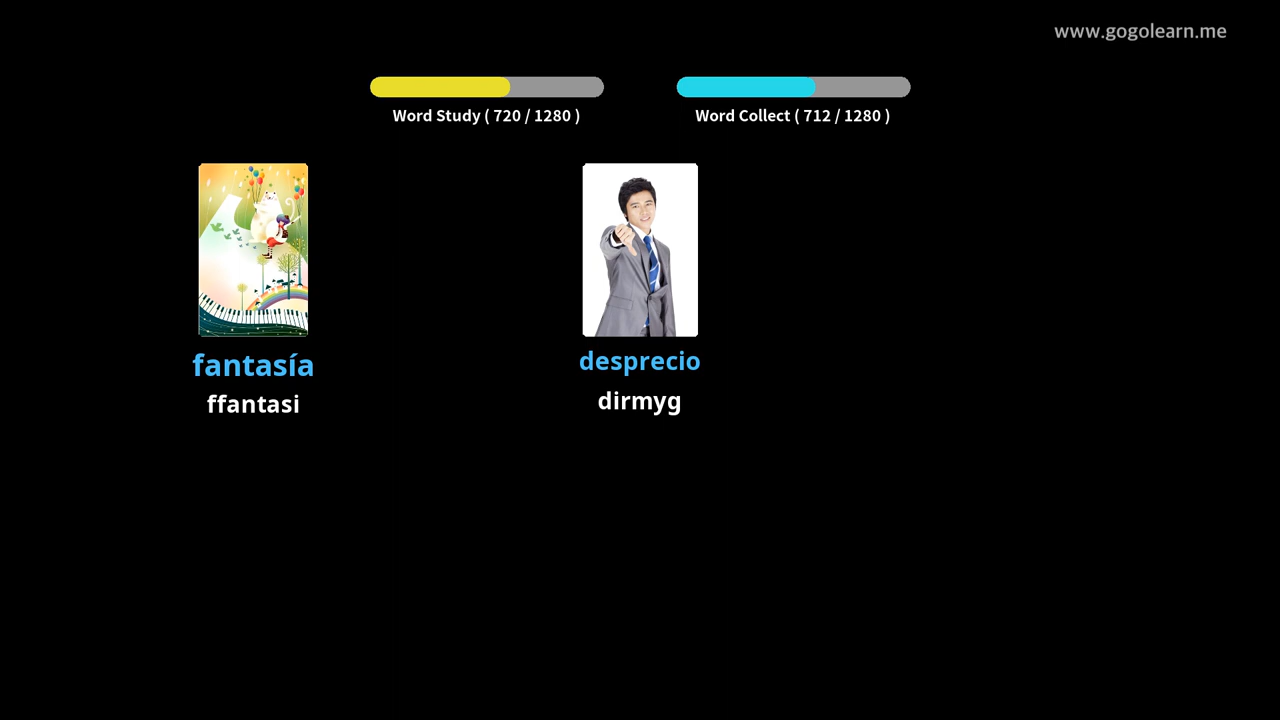 www.gogolearn.me
Word Study ( 720 / 1280 )
Word Collect ( 712 / 1280 )
fantasía
ffantasi
desprecio
dirmyg